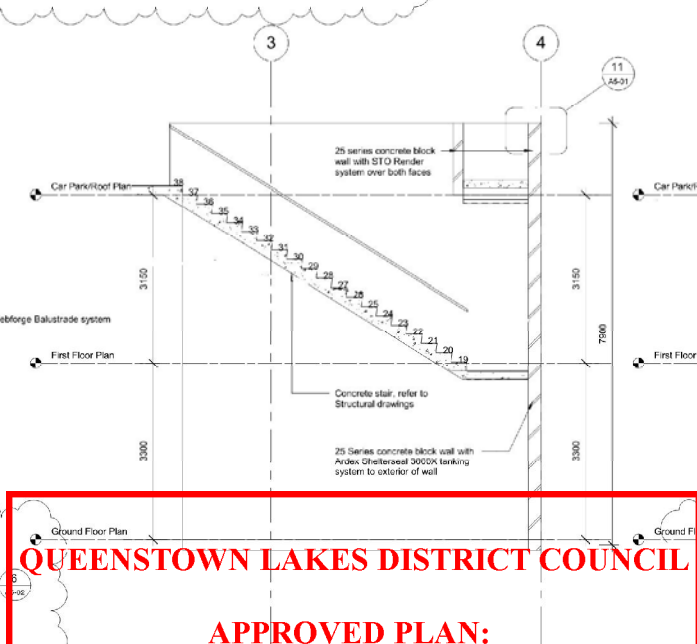 3
4
11
A5-01
25 series concrete block
wall with STO Render
system over both faces
Car Park/Roof Plan
Car Park/R
38
37
36
35
34
33
32
31
30
29
28
27
26
25
24
23
22
21
20
19
3150
3150
7900
ebforge Balustrade system
First Floor Plan
First Floor
Concrete stair, refer to
Structural drawings
25 Series concrete block wall with
Ardex Shelterseal 3000X tanking
system to exterior of wall
3300
3300
Ground Floor Plan
Ground Fl
QUEENSTOWN LAKES DISTRICT COUNCIL
6
APPROVED PLAN: